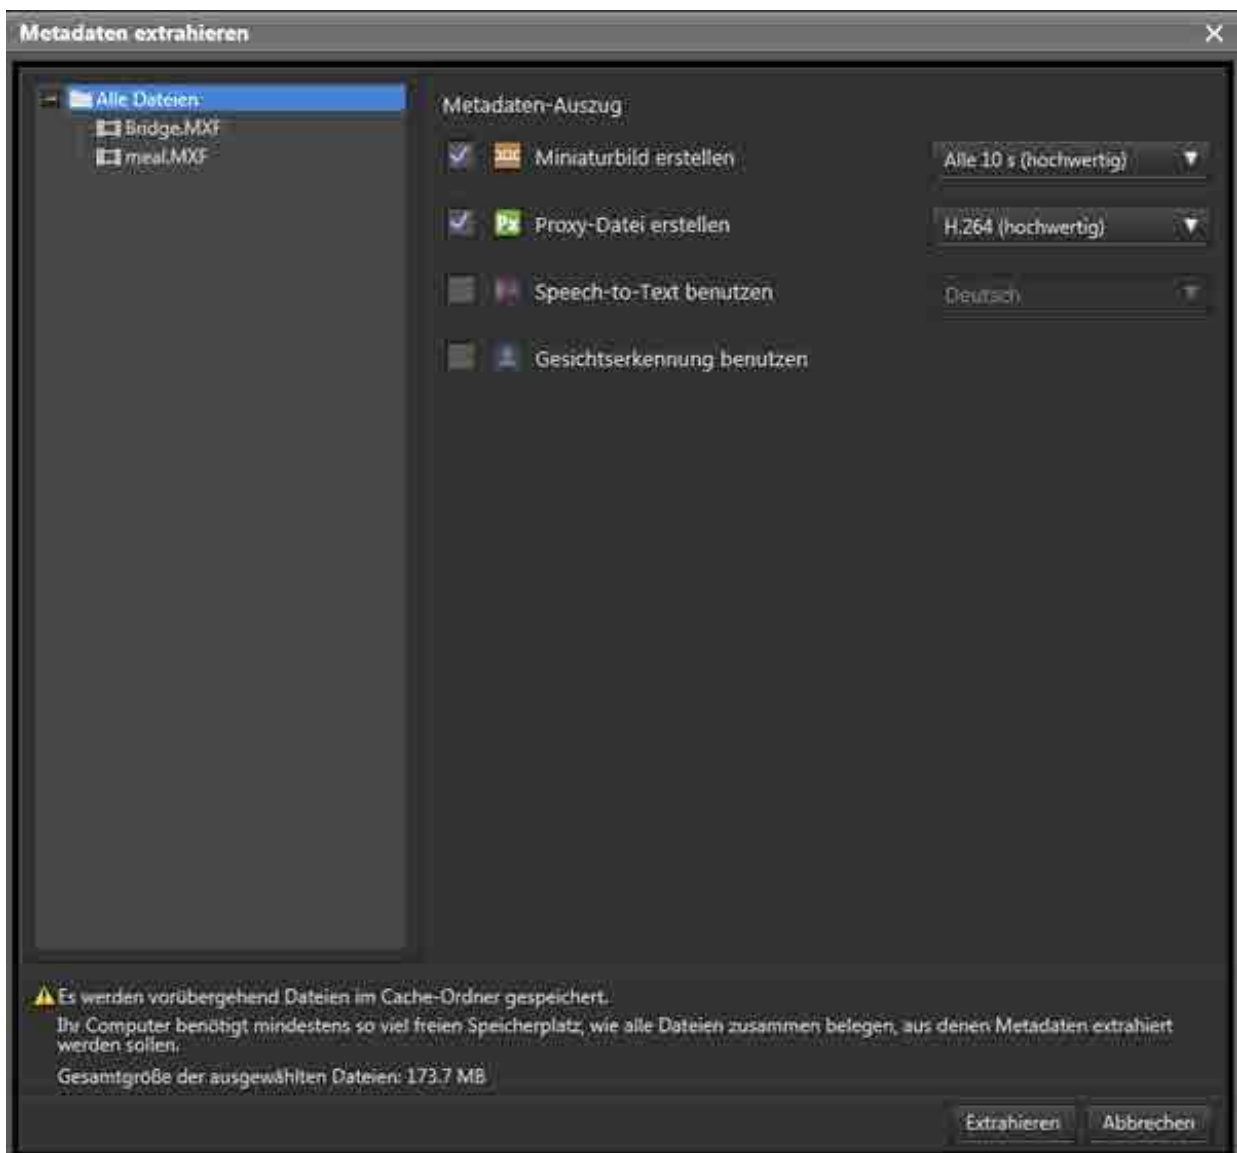 Metadaten extrahieren
Alle Dateien
Bridge.MXF
meal.MXF
Metadaten-Auszug
Miniaturbild erstellen
Alle 10 s (hochwertig)
Px Proxy-Datei erstellen
H.264 (hochwertig)
Speech-to-Text benutzen
Deutsch
Gesichtserkennung benutzen
Es werden vorübergehend Dateien im Cache-Ordner gespeichert.
Ihr Computer benötigt mindestens so viel freien Speicherplatz, wie alle Dateien zusammen belegen, aus denen Metadaten extrahiert
werden sollen.
Gesamtgröße der ausgewählten Dateien: 173.7 MB
Extrahieren Abbrechen